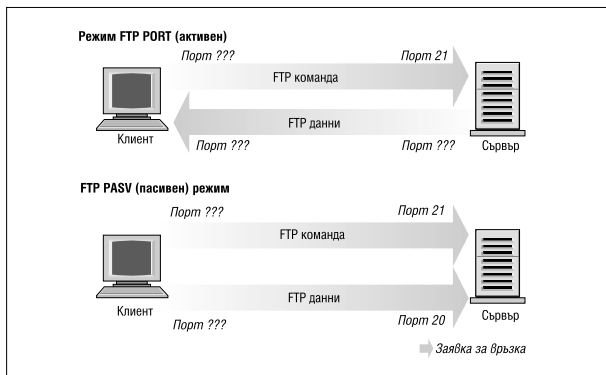 Режим FTP PORT (активен)
Порт ??? Порт 21
FTP команда
FTP данни
Клиент
Порт ??? Порт ??? Сървър
FTP PASV (пасивен) режим
Порт ??? Порт 21
FTP команда
FTP данни
Клиент Сървър
Порт ??? Порт 20
Заявка за връзка